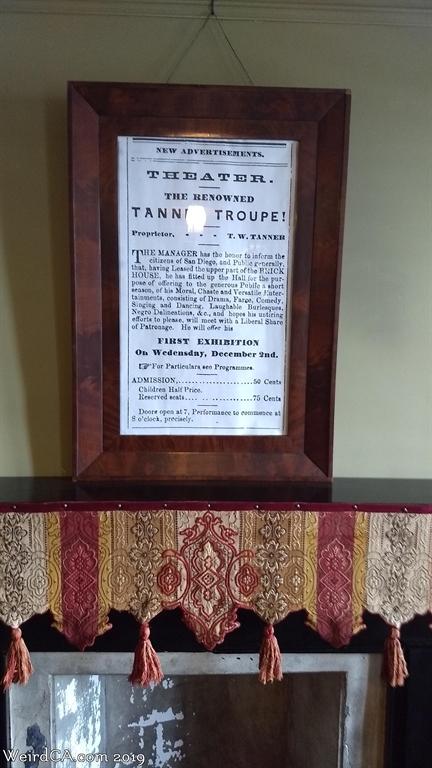 NEW ADVERTISEMENTS.
THEATER.
THE RENOWNED
TANNER TROUPE!
Proprietor, - - - T. W. TANNER
THE MANAGER has the honor to inform the
citizens of San Diego, and Public generally,
that, having Leased the upper part of the BRICK
HOUSE, he has fitted up the Hall for the pur-
pose of offering to the generous Public a short
season, of his Moral, Chaste and Versatile Enter-
tainments, consisting of Drama, Farce, Comedy,
Singing and Dancing, Laughable Burlesques,
Negro Delineations, &c., and hopes his untiring
efforts to please, will meet with a Liberal Share
of Patronage. He will offer his
FIRST EXHIBITION
On Wednesday, December 2nd.
☞ For Particulars see Programmes.
ADMISSION,......................50 Cents
Children Half Price.
Reserved seats....................75 Cents
Doors open at 7, Performance to commence at
8 o'clock, precisely.
WeirdCA.com 2019